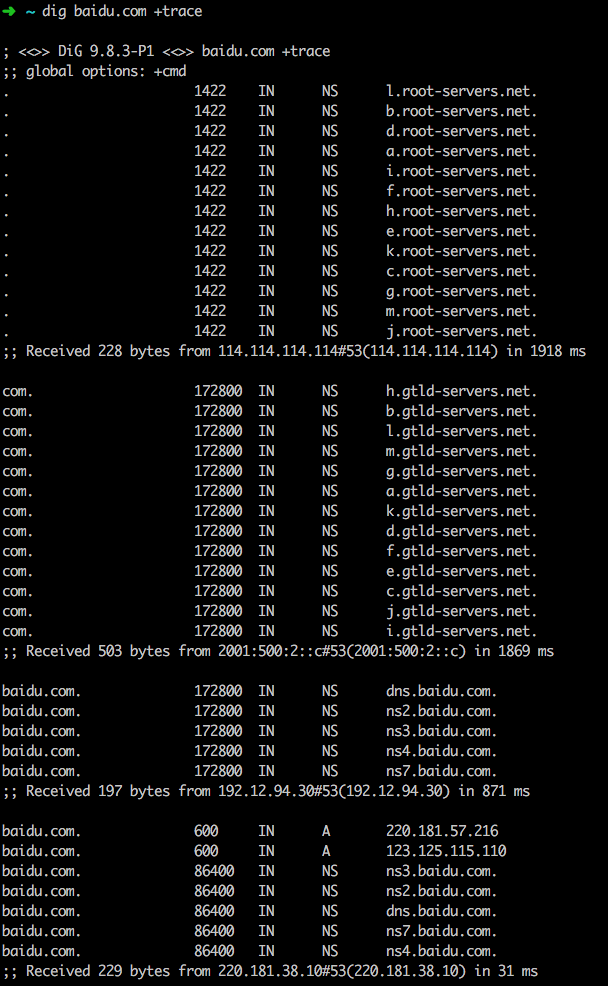 ➜ ~ dig baidu.com +trace
; <<>> DiG 9.8.3-P1 <<>> baidu.com +trace
;; global options: +cmd
. 1422 IN NS l.root-servers.net.
. 1422 IN NS b.root-servers.net.
. 1422 IN NS d.root-servers.net.
. 1422 IN NS a.root-servers.net.
. 1422 IN NS i.root-servers.net.
. 1422 IN NS f.root-servers.net.
. 1422 IN NS h.root-servers.net.
. 1422 IN NS e.root-servers.net.
. 1422 IN NS k.root-servers.net.
. 1422 IN NS c.root-servers.net.
. 1422 IN NS g.root-servers.net.
. 1422 IN NS m.root-servers.net.
. 1422 IN NS j.root-servers.net.
;; Received 228 bytes from 114.114.114.114#53(114.114.114.114) in 1918 ms
com. 172800 IN NS h.gtld-servers.net.
com. 172800 IN NS b.gtld-servers.net.
com. 172800 IN NS l.gtld-servers.net.
com. 172800 IN NS m.gtld-servers.net.
com. 172800 IN NS g.gtld-servers.net.
com. 172800 IN NS a.gtld-servers.net.
com. 172800 IN NS k.gtld-servers.net.
com. 172800 IN NS d.gtld-servers.net.
com. 172800 IN NS f.gtld-servers.net.
com. 172800 IN NS e.gtld-servers.net.
com. 172800 IN NS c.gtld-servers.net.
com. 172800 IN NS j.gtld-servers.net.
com. 172800 IN NS i.gtld-servers.net.
;; Received 503 bytes from 2001:500:2::c#53(2001:500:2::c) in 1869 ms
baidu.com. 172800 IN NS dns.baidu.com.
baidu.com. 172800 IN NS ns2.baidu.com.
baidu.com. 172800 IN NS ns3.baidu.com.
baidu.com. 172800 IN NS ns4.baidu.com.
baidu.com. 172800 IN NS ns7.baidu.com.
;; Received 197 bytes from 192.12.94.30#53(192.12.94.30) in 871 ms
baidu.com. 600 IN A 220.181.57.216
baidu.com. 600 IN A 123.125.115.110
baidu.com. 86400 IN NS ns3.baidu.com.
baidu.com. 86400 IN NS ns2.baidu.com.
baidu.com. 86400 IN NS dns.baidu.com.
baidu.com. 86400 IN NS ns7.baidu.com.
baidu.com. 86400 IN NS ns4.baidu.com.
;; Received 229 bytes from 220.181.38.10#53(220.181.38.10) in 31 ms